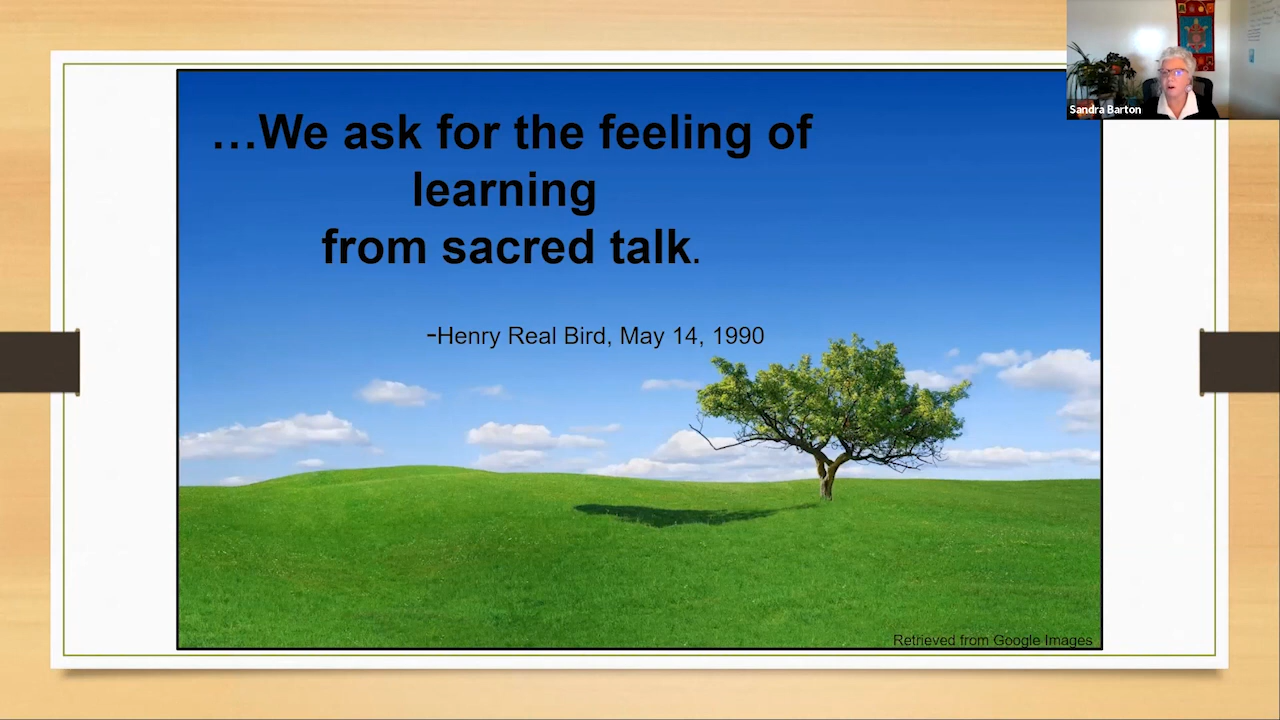 Sandra Barton
…We ask for the feeling of
learning
from sacred talk.
-Henry Real Bird, May 14, 1990
Retrieved from Google Images